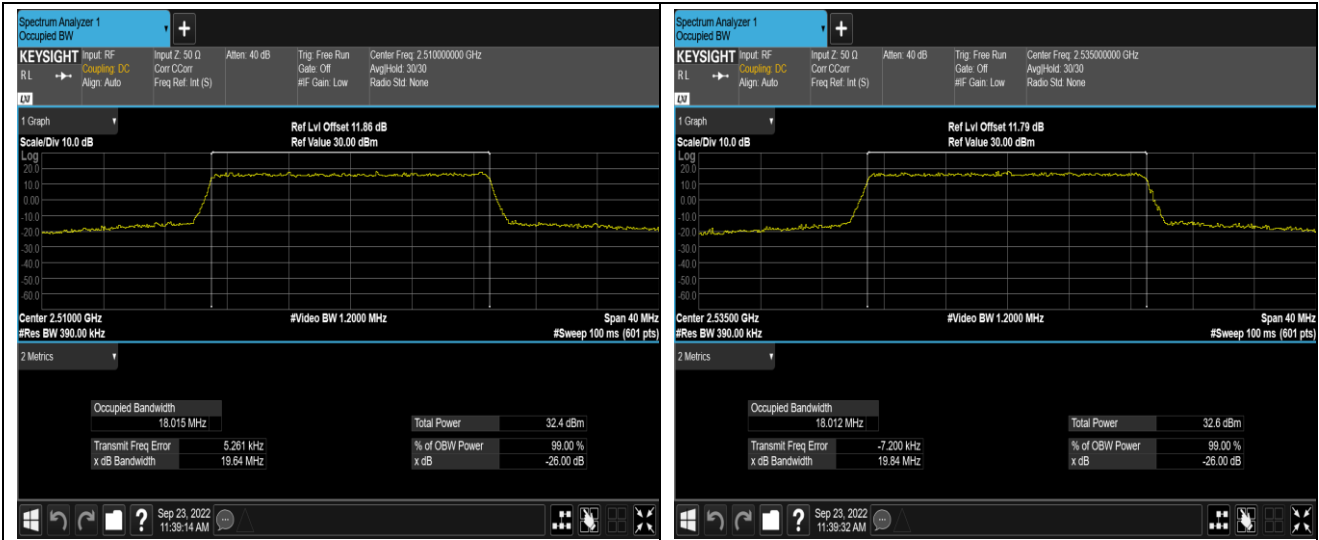 Spectrum Analyzer 1
Occupied BW
+
KEYSIGHT Input: RF Input Z: 50 Ω Atten: 40 dB Trig: Free Run Center Freq: 2.510000000 GHz
RL Coupling: DC Corr CCorr Gate: Off Avg|Hold: 30/30
Align: Auto Freq Ref: Int (S) #IF Gain: Low Radio Std: None
LXI
1 Graph
Ref Lvl Offset 11.86 dB
Scale/Div 10.0 dB Ref Value 30.00 dBm
Log
20.0
10.0
0.00
-10.0
-20.0
-30.0
-40.0
-50.0
-60.0
Center 2.51000 GHz #Video BW 1.2000 MHz Span 40 MHz
#Res BW 390.00 kHz #Sweep 100 ms (601 pts)
2 Metrics
Occupied Bandwidth
18.015 MHz Total Power 32.4 dBm
Transmit Freq Error 5.261 kHz % of OBW Power 99.00 %
x dB Bandwidth 19.64 MHz x dB -26.00 dB
? Sep 23, 2022
11:39:14 AM
Spectrum Analyzer 1
Occupied BW
+
KEYSIGHT Input: RF Input Z: 50 Ω Atten: 40 dB Trig: Free Run Center Freq: 2.535000000 GHz
RL Coupling: DC Corr CCorr Gate: Off Avg|Hold: 30/30
Align: Auto Freq Ref: Int (S) #IF Gain: Low Radio Std: None
LXI
1 Graph
Ref Lvl Offset 11.79 dB
Scale/Div 10.0 dB Ref Value 30.00 dBm
Log
20.0
10.0
0.00
-10.0
-20.0
-30.0
-40.0
-50.0
-60.0
Center 2.53500 GHz #Video BW 1.2000 MHz Span 40 MHz
#Res BW 390.00 kHz #Sweep 100 ms (601 pts)
2 Metrics
Occupied Bandwidth
18.012 MHz Total Power 32.6 dBm
Transmit Freq Error -7.200 kHz % of OBW Power 99.00 %
x dB Bandwidth 19.84 MHz x dB -26.00 dB
? Sep 23, 2022
11:39:32 AM